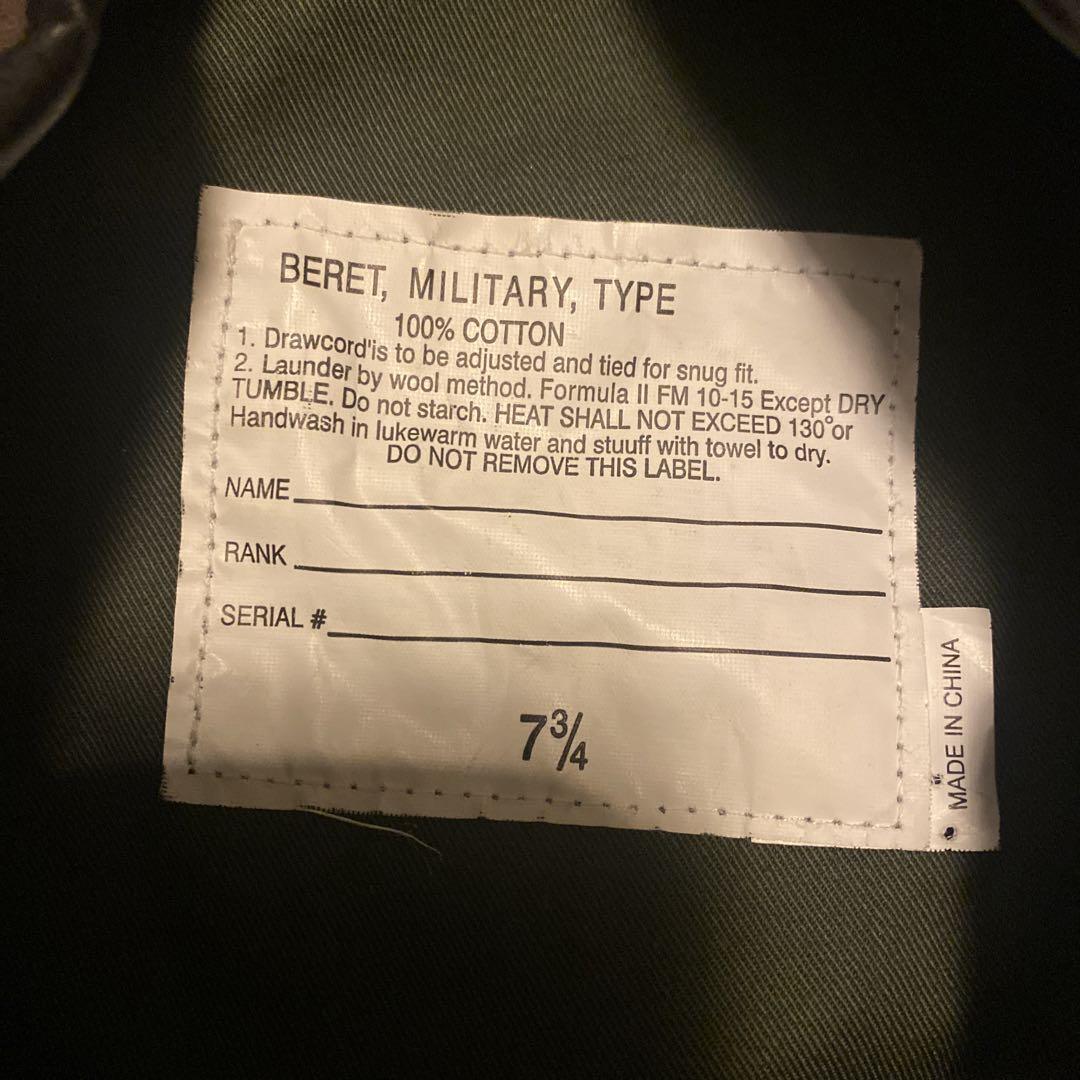 BERET, MILITARY, TYPE
100% COTTON
1. Drawcord'is to be adjusted and tied for snug fit.
2. Launder by wool method. Formula II FM 10-15 Except DRY
TUMBLE. Do not starch. HEAT SHALL NOT EXCEED 130°or
Handwash in lukewarm water and stuuff with towel to dry.
DO NOT REMOVE THIS LABEL.
NAME
RANK
SERIAL #
7¾
MADE IN CHINA